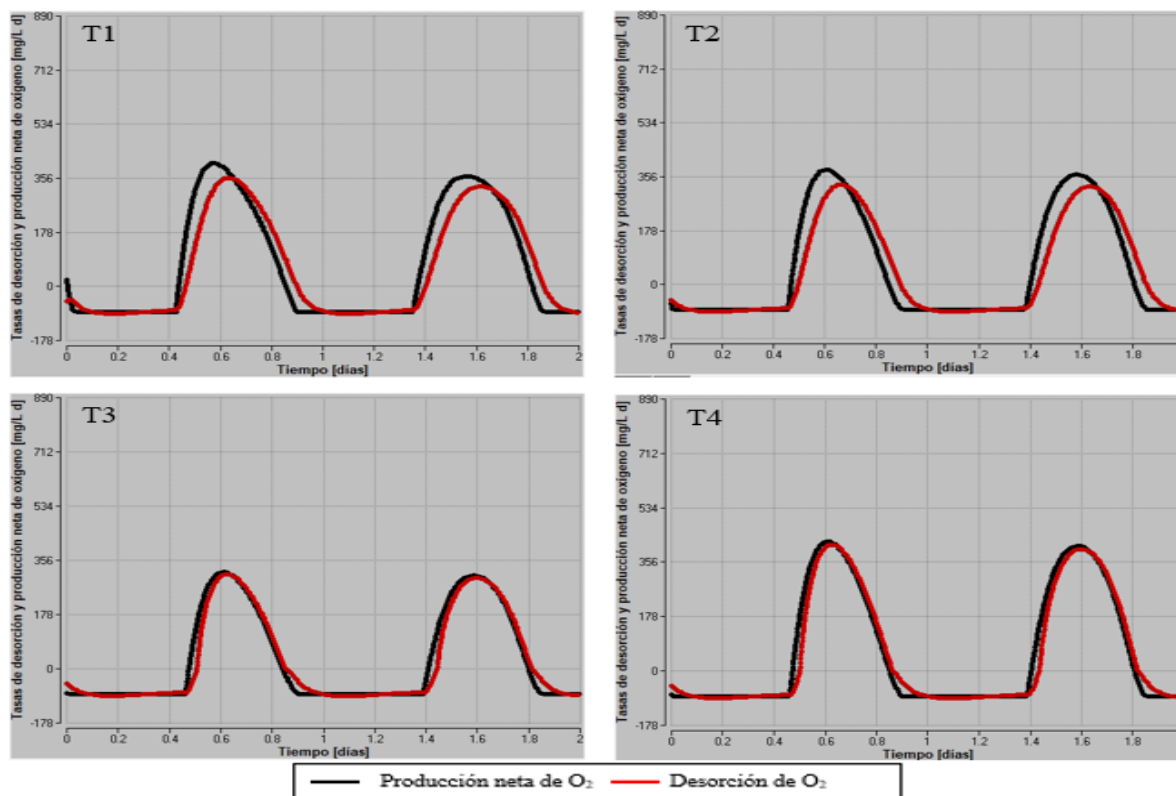 Tasas de desorción y producción neta de oxígeno [mg/L d]
T1
890
712
534
356
178
0
-178
0 0.2 0.4 0.6 0.8 1 1.2 1.4 1.6 1.8 2
Tiempo [días]
Tasas de desorción y producción neta de oxígeno [mg/L d]
T2
890
712
534
356
178
0
-178
0 0.2 0.4 0.6 0.8 1 1.2 1.4 1.6 1.8
Tiempo [días]
Tasas de desorción y producción neta de oxígeno [mg/L d]
T3
890
712
534
356
178
0
-178
0 0.2 0.4 0.6 0.8 1 1.2 1.4 1.6 1.8 2
Tiempo [días]
Tasas de desorción y producción neta de oxígeno [mg/L d]
T4
890
712
534
356
178
0
-178
0 0.2 0.4 0.6 0.8 1 1.2 1.4 1.6 1.8
Tiempo [días]
Producción neta de O₂ Desorción de O₂